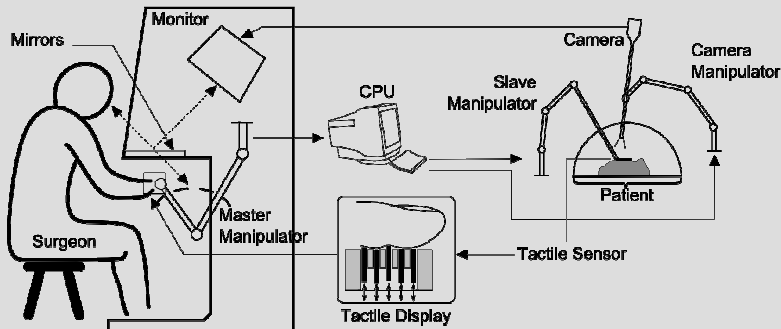 Monitor
Mirrors
Camera
Camera
Manipulator
CPU
Slave
Manipulator
Patient
Master
Manipulator
Surgeon
Tactile Sensor
Tactile Display